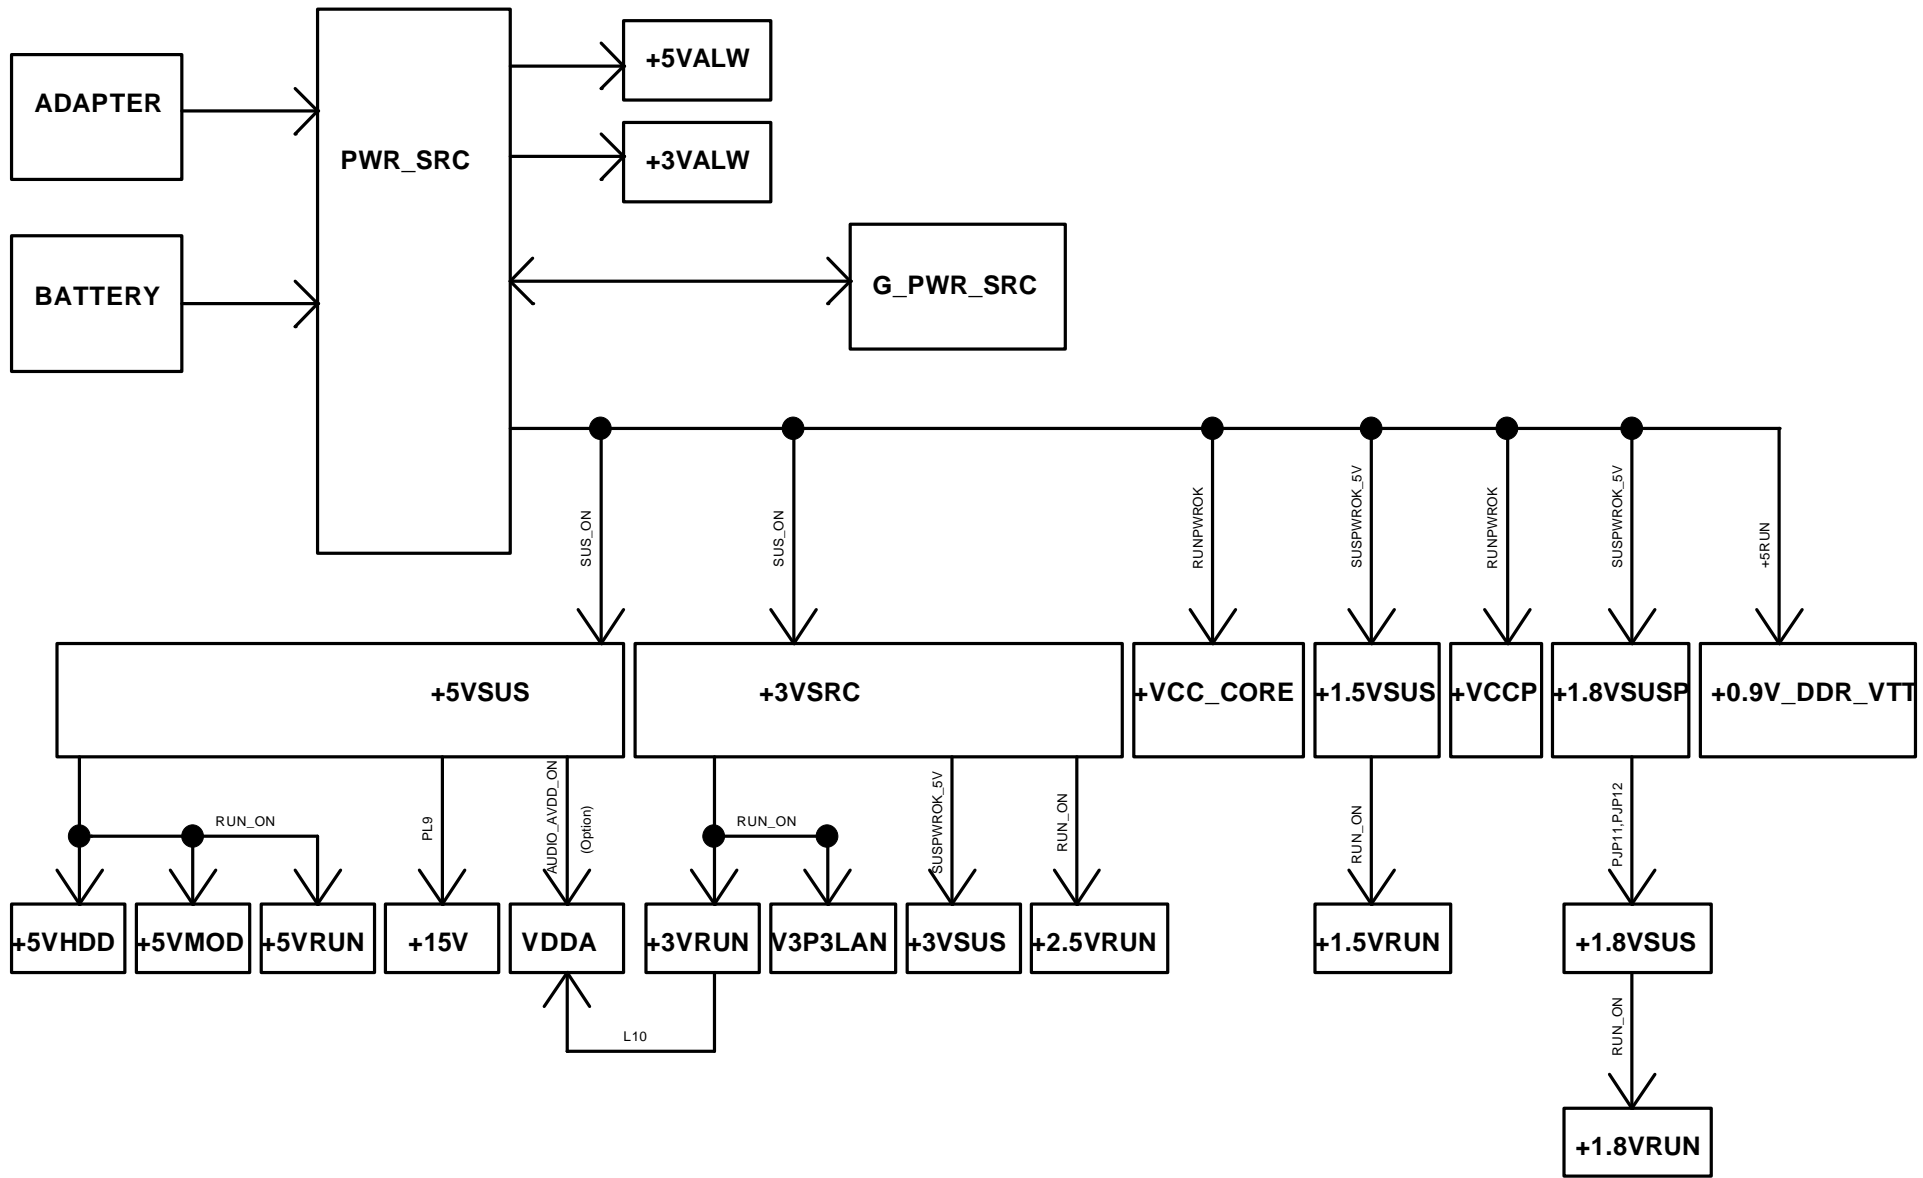 +5VALW
ADAPTER
PWR_SRC
+3VALW
BATTERY
G_PWR_SRC
SUS_ON
SUS_ON
RUNPWROK
SUSPWROK_5V
RUNPWROK
SUSPWROK_5V
+5RUN
+5VSUS
+3VSRC
+VCC_CORE
+1.5VSUS
+VCCP
+1.8VSUSP
+0.9V_DDR_VTT
RUN_ON
PL9
AUDIO_AVDD_ON
(Option)
RUN_ON
SUSPWROK_5V
RUN_ON
RUN_ON
PJP11,PJP12
+5VHDD
+5VMOD
+5VRUN
+15V
VDDA
+3VRUN
V3P3LAN
+3VSUS
+2.5VRUN
+1.5VRUN
+1.8VSUS
L10
RUN_ON
+1.8VRUN